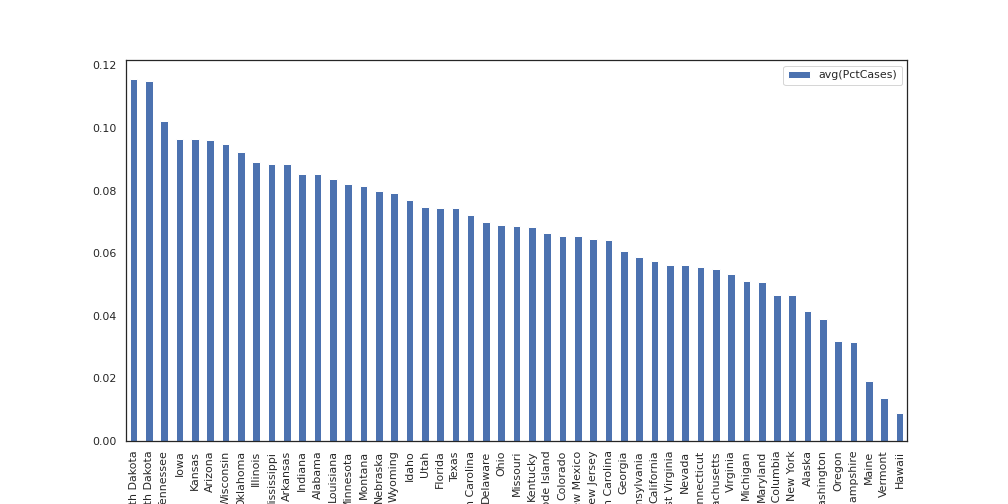 avg(PctCases)
0.12
0.10
0.08
0.06
0.04
0.02
0.00
th Dakota
th Dakota
ennessee
Iowa
Kansas
Arizona
Wisconsin
Oklahoma
Illinois
ississippi
Arkansas
Indiana
Alabama
Louisiana
Minnesota
Montana
Nebraska
Wyoming
Idaho
Utah
Florida
Texas
h Carolina
Delaware
Ohio
Missouri
Kentucky
de Island
Colorado
w Mexico
ew Jersey
h Carolina
Georgia
nsylvania
California
st Virginia
Nevada
nnecticut
achusetts
Virginia
Michigan
Maryland
Columbia
New York
Alaska
ashington
Oregon
ampshire
Maine
Vermont
Hawaii